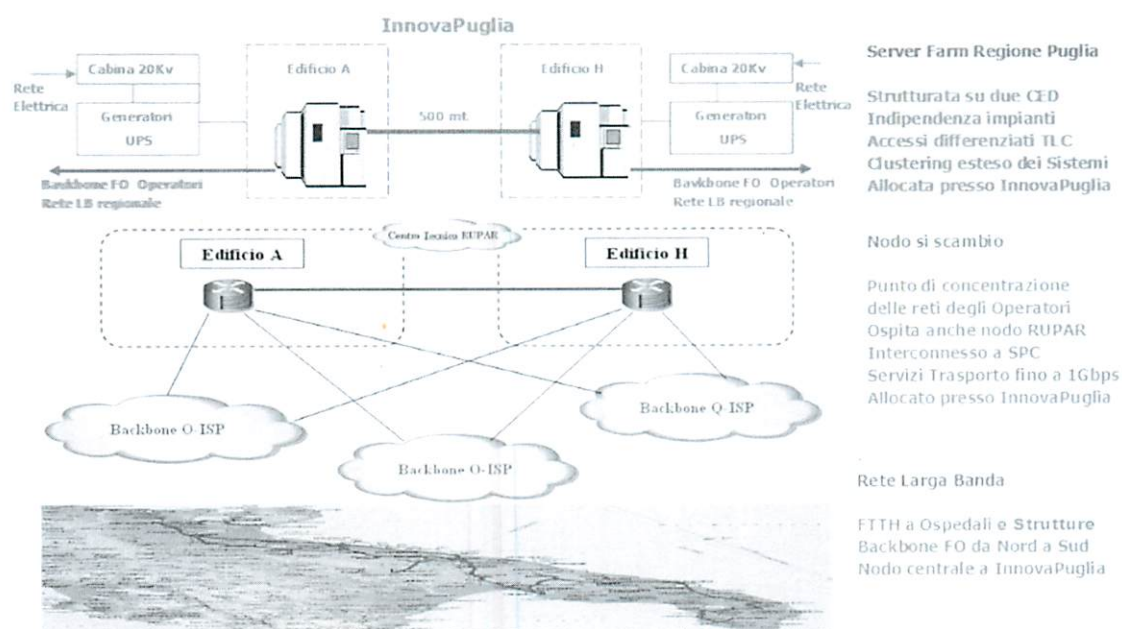 InnovaPuglia
Cabina 20Kv
Rete
Elettrica
Generatori
UPS
Edificio A
500 mt.
Edificio H
Cabina 20Kv
Rete
Elettrica
Generatori
UPS
Bavkbone FO Operatori
Rete LB regionale
Bavkbone FO Operatori
Rete LB regionale
Server Farm Regione Puglia
Strutturata su due CED
Indipendenza impianti
Accessi differenziati TLC
Clustering esteso dei Sistemi
Allocata presso InnovaPuglia
Centro Tecnico RUPAR
Edificio A
Edificio H
Backbone O-ISP
Backbone O-ISP
Backbone Q-ISP
Nodo si scambio
Punto di concentrazione
delle reti degli Operatori
Ospita anche nodo RUPAR
Interconnesso a SPC
Servizi Trasporto fino a 1Gbps
Allocato presso InnovaPuglia
Rete Larga Banda
FTTH a Ospedali e Strutture
Backbone FO da Nord a Sud
Nodo centrale a InnovaPuglia